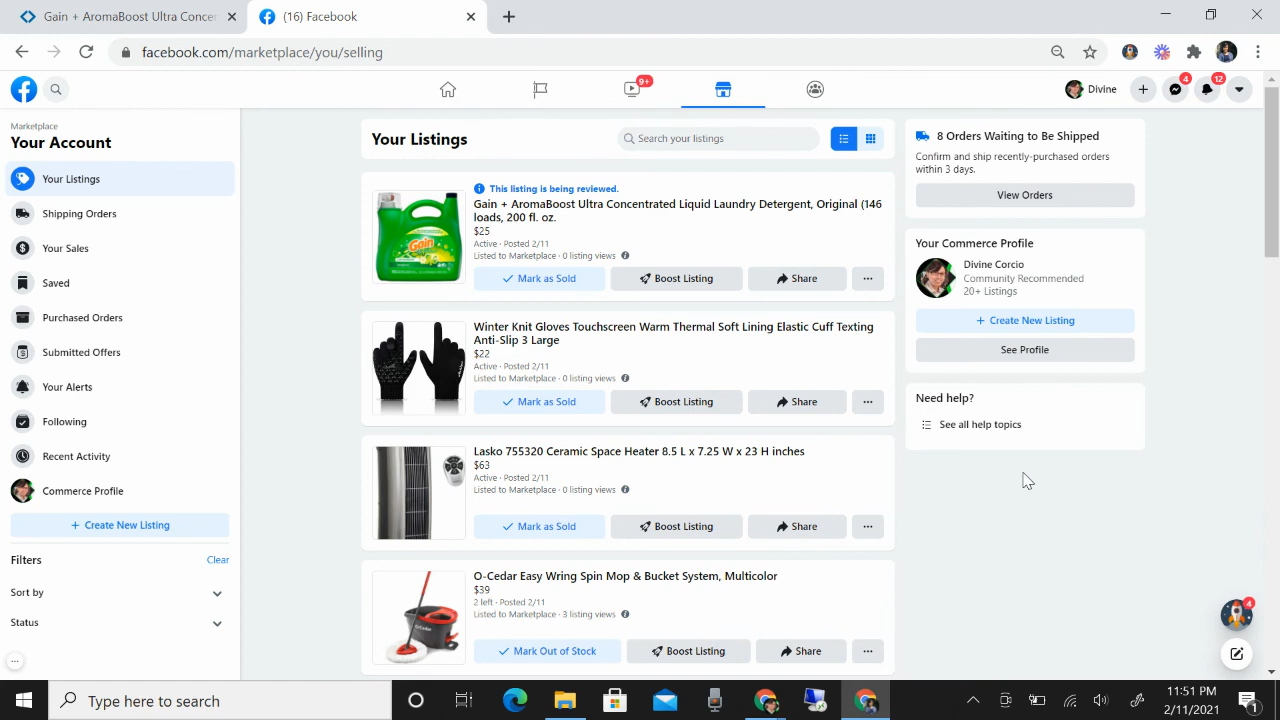 Gain + AromaBoost Ultra Concen
(16) Facebook
facebook.com/marketplace/you/selling
9+
Divine
4
12
Marketplace
Your Account
Your Listings
Shipping Orders
Your Sales
Saved
Purchased Orders
Submitted Offers
Your Alerts
Following
Recent Activity
Commerce Profile
+ Create New Listing
Filters
Clear
Sort by
Status
Your Listings
Search your listings
This listing is being reviewed.
Gain + AromaBoost Ultra Concentrated Liquid Laundry Detergent, Original (146
loads, 200 fl. oz.
$25
Active · Posted 2/11
Listed to Marketplace · 0 listing views
Mark as Sold
Boost Listing
Share
Gain
Winter Knit Gloves Touchscreen Warm Thermal Soft Lining Elastic Cuff Texting
Anti-Slip 3 Large
$22
Active · Posted 2/11
Listed to Marketplace · 0 listing views
Mark as Sold
Boost Listing
Share
Lasko 755320 Ceramic Space Heater 8.5 L x 7.25 W x 23 H inches
$63
Active · Posted 2/11
Listed to Marketplace · 0 listing views
Mark as Sold
Boost Listing
Share
O-Cedar Easy Wring Spin Mop & Bucket System, Multicolor
$39
2 left · Posted 2/11
Listed to Marketplace · 3 listing views
Mark Out of Stock
Boost Listing
Share
O-Cedar
8 Orders Waiting to Be Shipped
Confirm and ship recently-purchased orders
within 3 days.
View Orders
Your Commerce Profile
Divine Corcio
Community Recommended
20+ Listings
+ Create New Listing
See Profile
Need help?
See all help topics
4
Type here to search
11:51 PM
2/11/2021
1